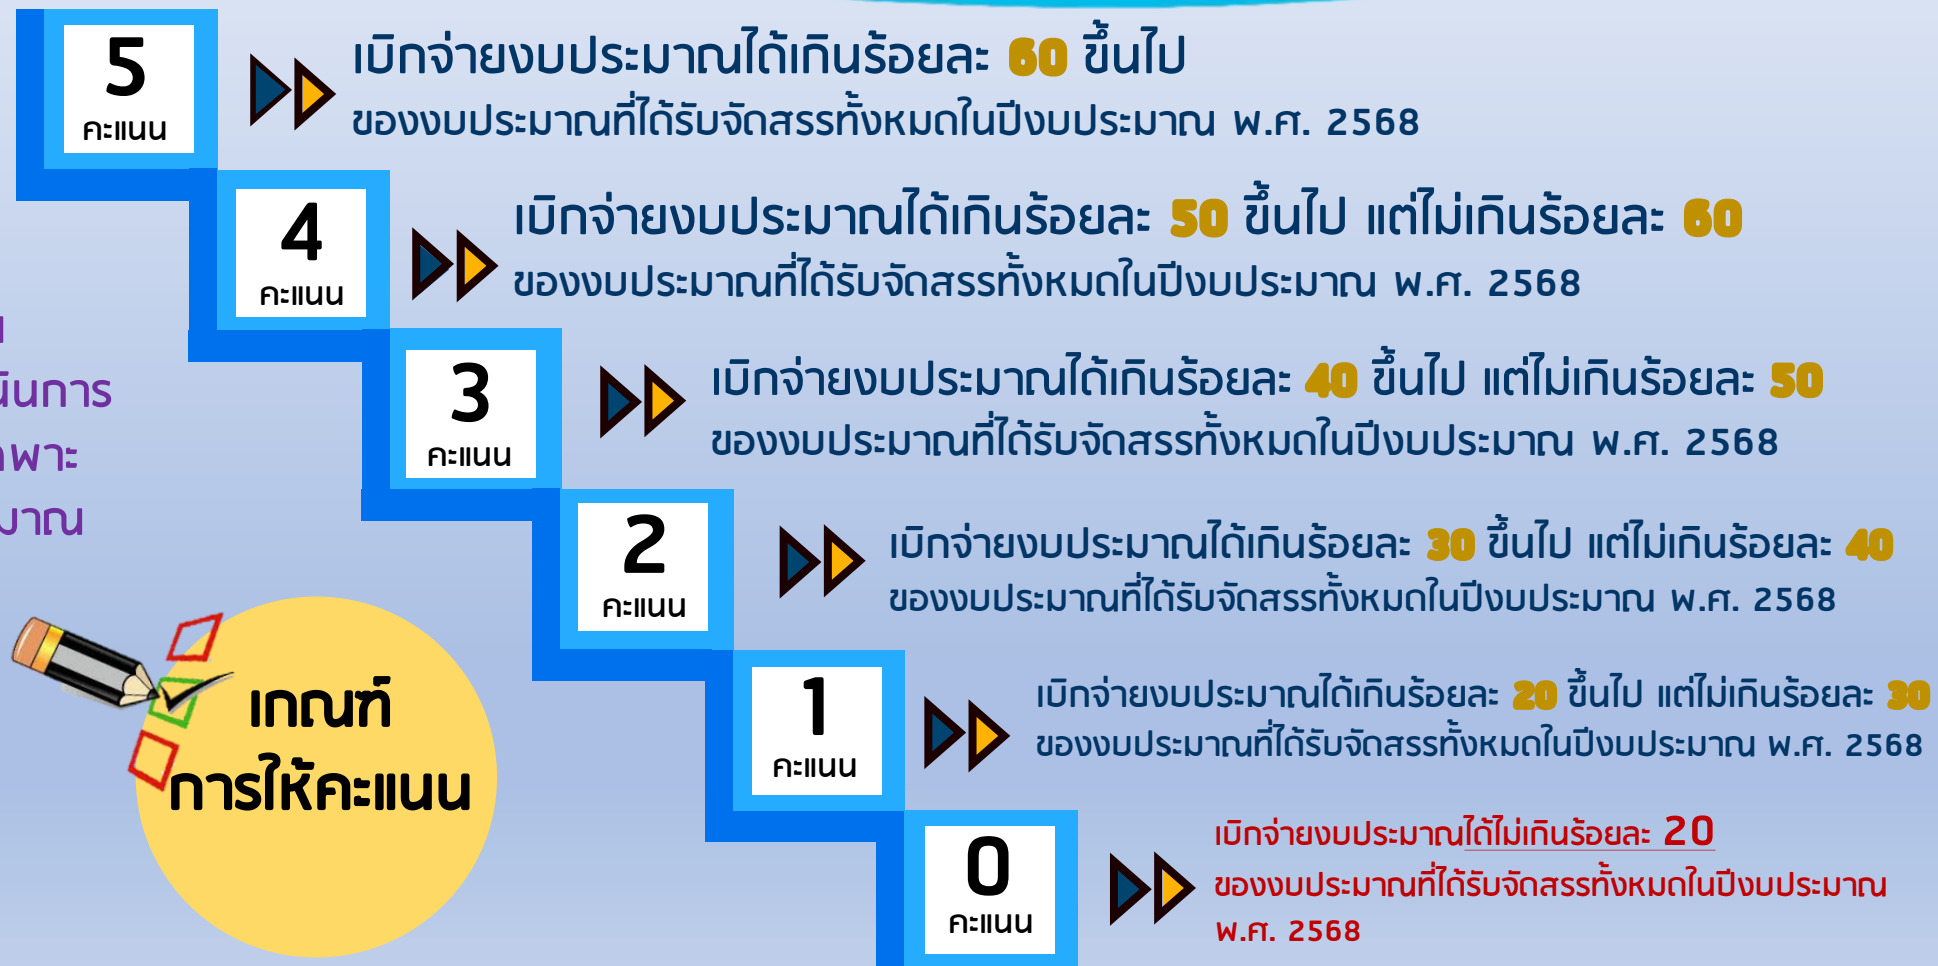 5
คะแนน
เบิกจ่ายงบประมาณได้เกินร้อยละ 60 ขึ้นไป
ของงบประมาณที่ได้รับจัดสรรทั้งหมดในปีงบประมาณ พ.ศ. 2568
4
คะแนน
เบิกจ่ายงบประมาณได้เกินร้อยละ 50 ขึ้นไป แต่ไม่เกินร้อยละ 60
ของงบประมาณที่ได้รับจัดสรรทั้งหมดในปีงบประมาณ พ.ศ. 2568
3
คะแนน
เบิกจ่ายงบประมาณได้เกินร้อยละ 40 ขึ้นไป แต่ไม่เกินร้อยละ 50
ของงบประมาณที่ได้รับจัดสรรทั้งหมดในปีงบประมาณ พ.ศ. 2568
2
คะแนน
เบิกจ่ายงบประมาณได้เกินร้อยละ 30 ขึ้นไป แต่ไม่เกินร้อยละ 40
ของงบประมาณที่ได้รับจัดสรรทั้งหมดในปีงบประมาณ พ.ศ. 2568
1
คะแนน
เบิกจ่ายงบประมาณได้เกินร้อยละ 20 ขึ้นไป แต่ไม่เกินร้อยละ 30
ของงบประมาณที่ได้รับจัดสรรทั้งหมดในปีงบประมาณ พ.ศ. 2568
0
คะแนน
เบิกจ่ายงบประมาณได้ไม่เกินร้อยละ 20
ของงบประมาณที่ได้รับจัดสรรทั้งหมดในปีงบประมาณ
พ.ศ. 2568
เกณฑ์
การให้คะแนน